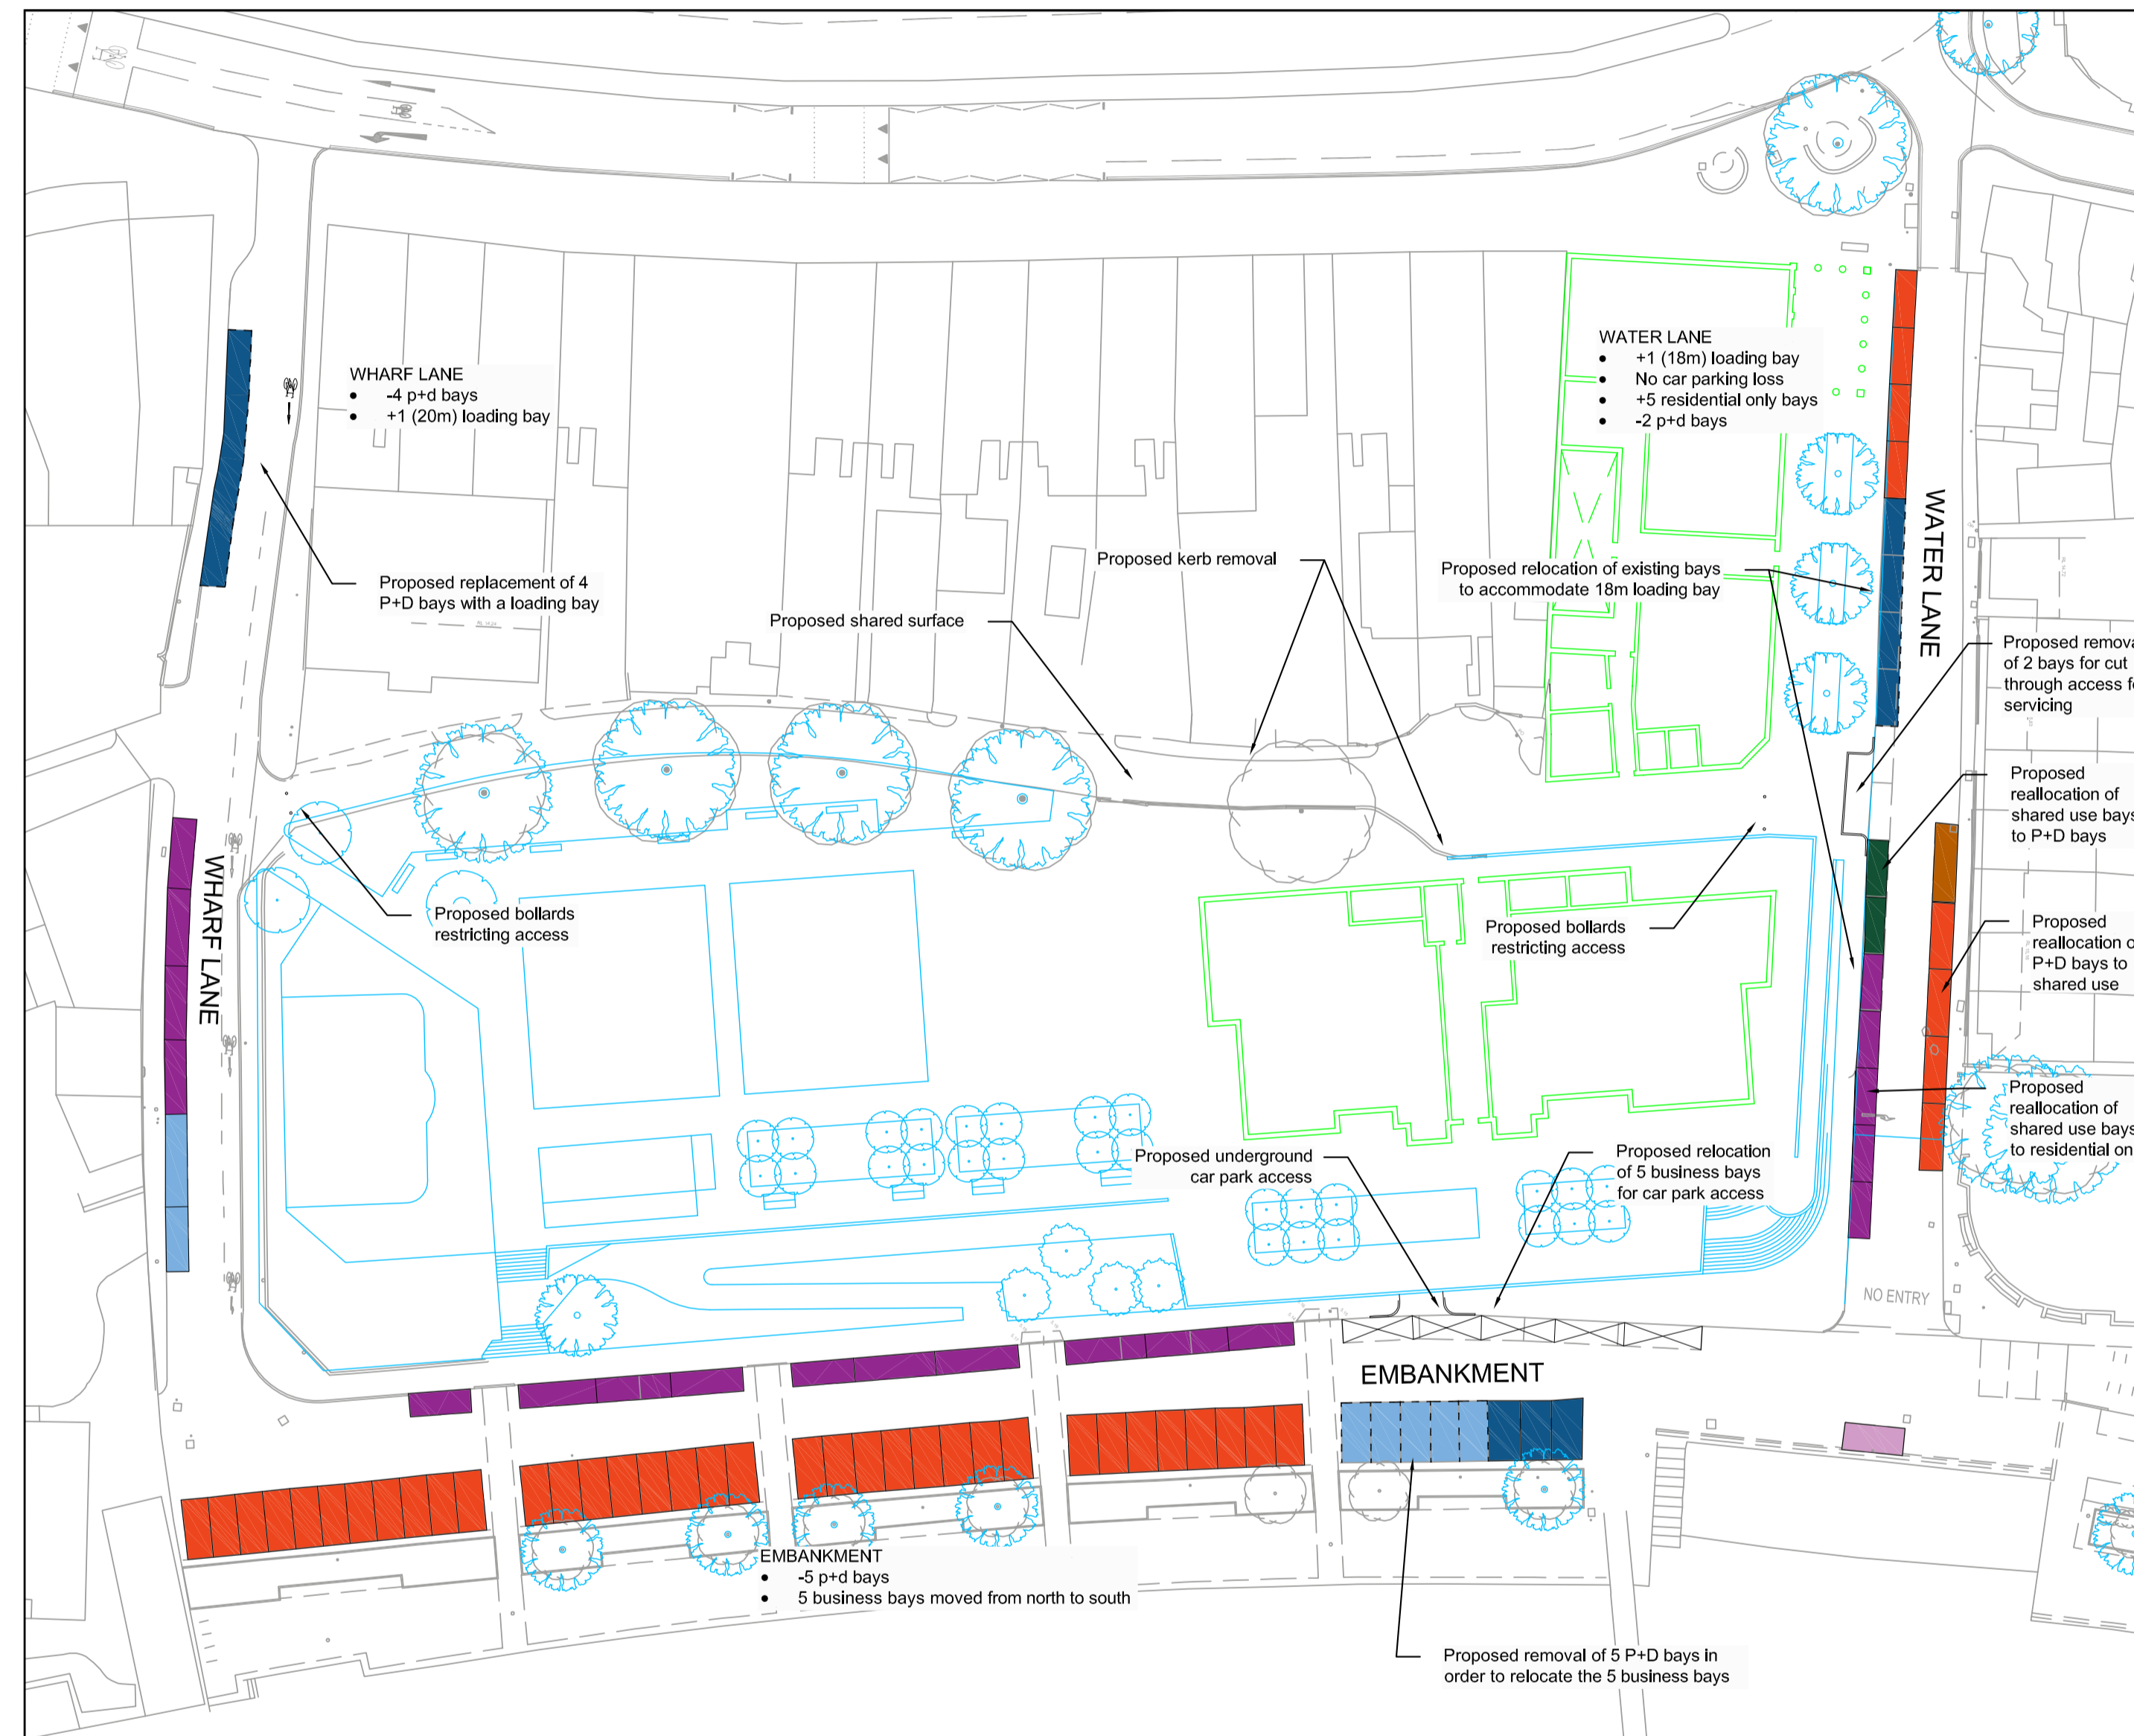 WHARF LANE
• -4 p+d bays
• +1 (20m) loading bay
WATER LANE
• +1 (18m) loading bay
• No car parking loss
• +5 residential only bays
• -2 p+d bays
WATER LANE
Proposed kerb removal
Proposed relocation of existing bays
to accommodate 18m loading bay
Proposed replacement of 4
P+D bays with a loading bay
Proposed shared surface
Proposed remova
of 2 bays for cut
through access f
servicing
Proposed
reallocation of
shared use bays
to P+D bays
WHARF LANE
Proposed bollards
restricting access
Proposed bollards
restricting access
Proposed
reallocation o
P+D bays to
shared use
Proposed
reallocation of
shared use bays
to residential on
Proposed underground
car park access
Proposed relocation
of 5 business bays
for car park access
NO ENTRY
EMBANKMENT
EMBANKMENT
• -5 p+d bays
• 5 business bays moved from north to south
Proposed removal of 5 P+D bays in
order to relocate the 5 business bays